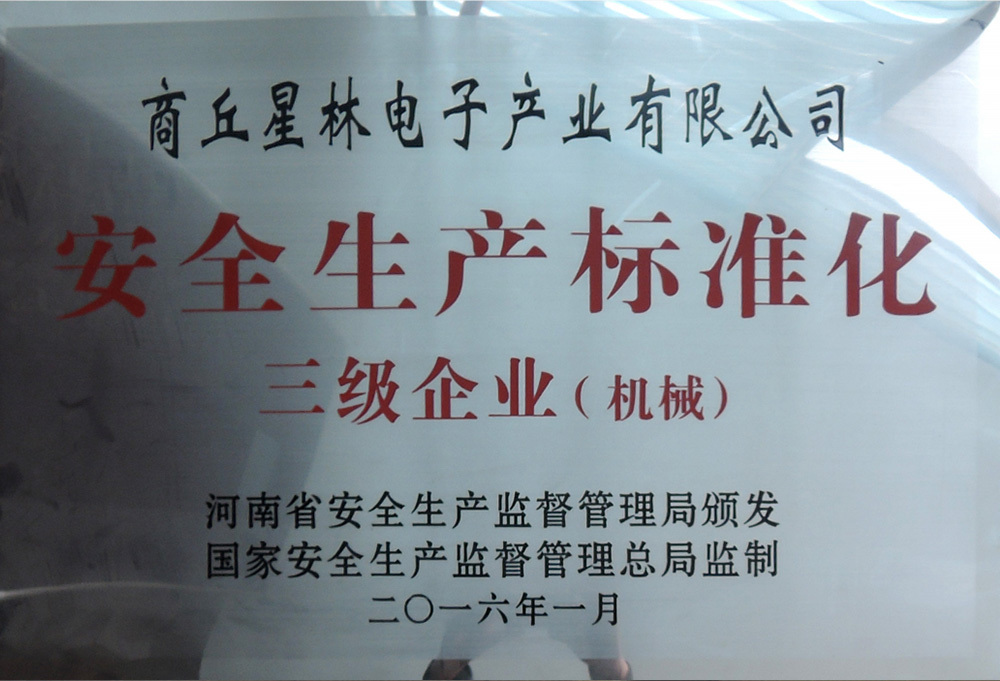 商丘星林电子产业有限公司
安全生产标准化
三级企业（机械）
河南省安全生产监督管理局颁发
国家安全生产监督管理总局监制
二〇一六年一月